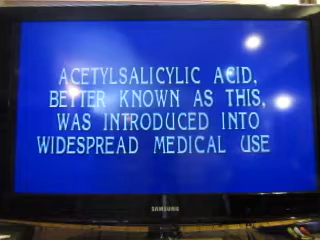 ACETYLSALICYLIC ACID,
BETTER KNOWN AS THIS,
WAS INTRODUCED INTO
WIDESPREAD MEDICAL USE
SAMSUNG